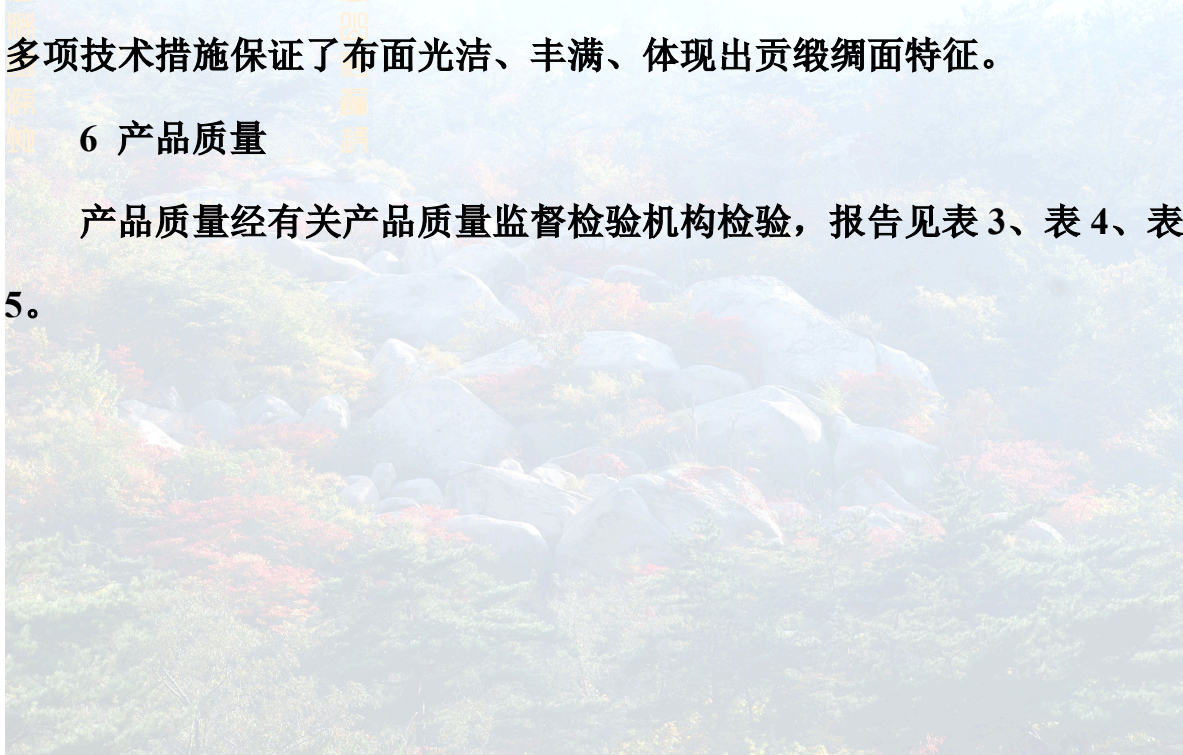 多项技术措施保证了布面光洁、丰满、体现出贡缎绸面特征。
6 产品质量
产品质量经有关产品质量监督检验机构检验，报告见表 3、表 4、表
5。